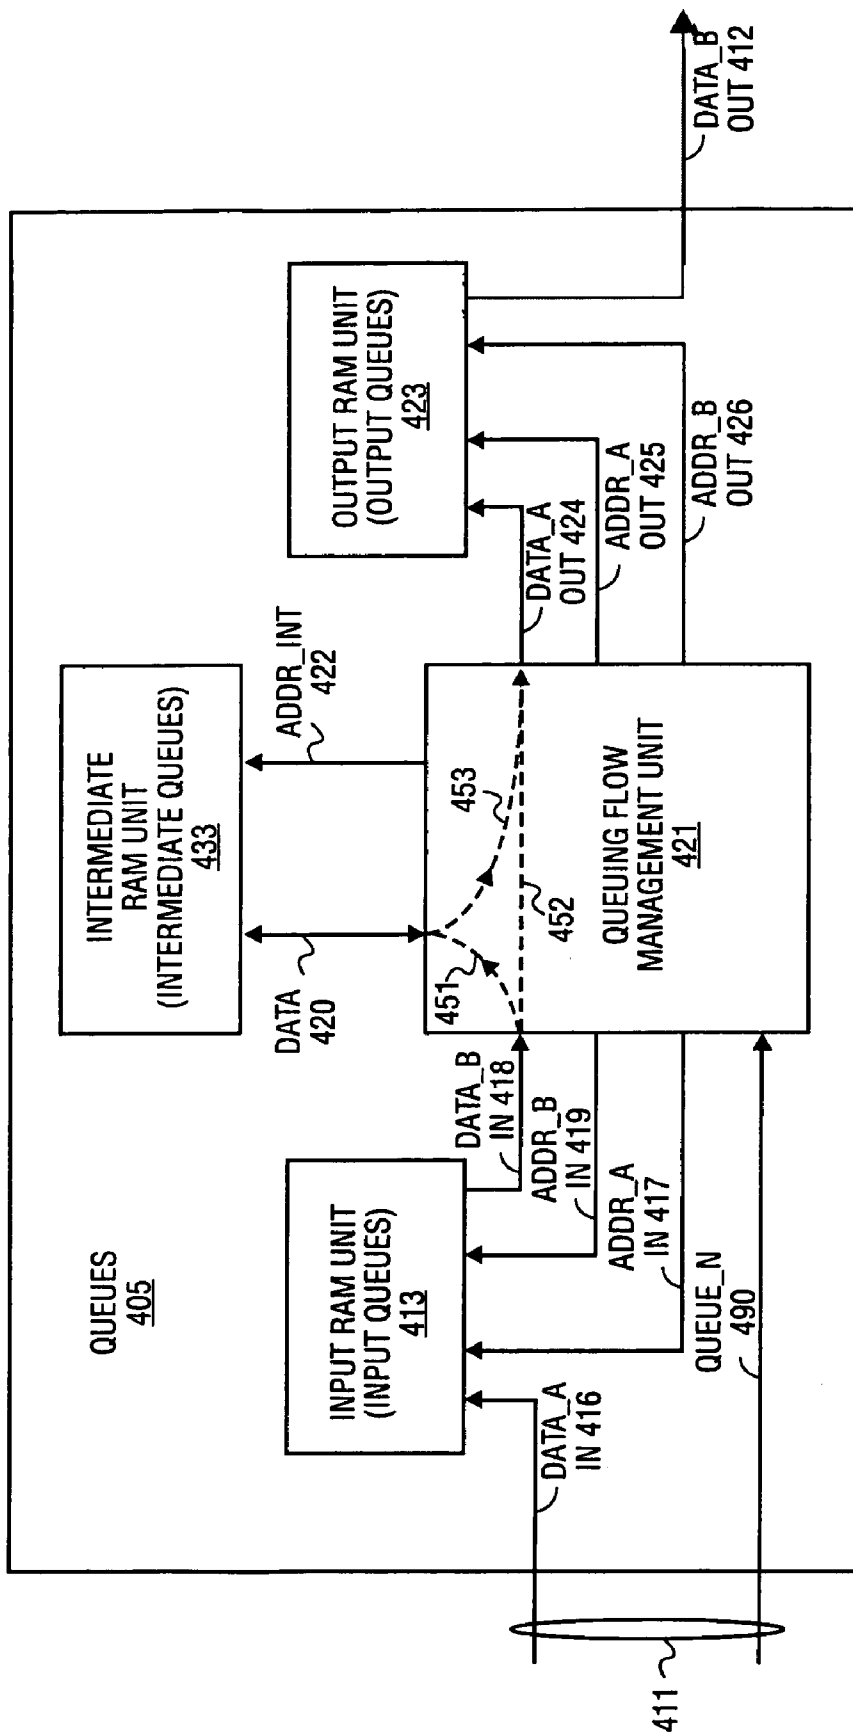 QUEUES
405
INTERMEDIATE
RAM UNIT
(INTERMEDIATE QUEUES)
433
INPUT RAM UNIT
(INPUT QUEUES)
413
OUTPUT RAM UNIT
(OUTPUT QUEUES)
423
DATA
420
ADDR_INT
422
DATA_A
IN 416
DATA_B
IN 418
ADDR_B
IN 419
ADDR_A
IN 417
QUEUE_N
490
411
451
453
452
QUEUING FLOW
MANAGEMENT UNIT
421
DATA_A
OUT 424
ADDR_A
OUT 425
ADDR_B
OUT 426
DATA_B
OUT 412